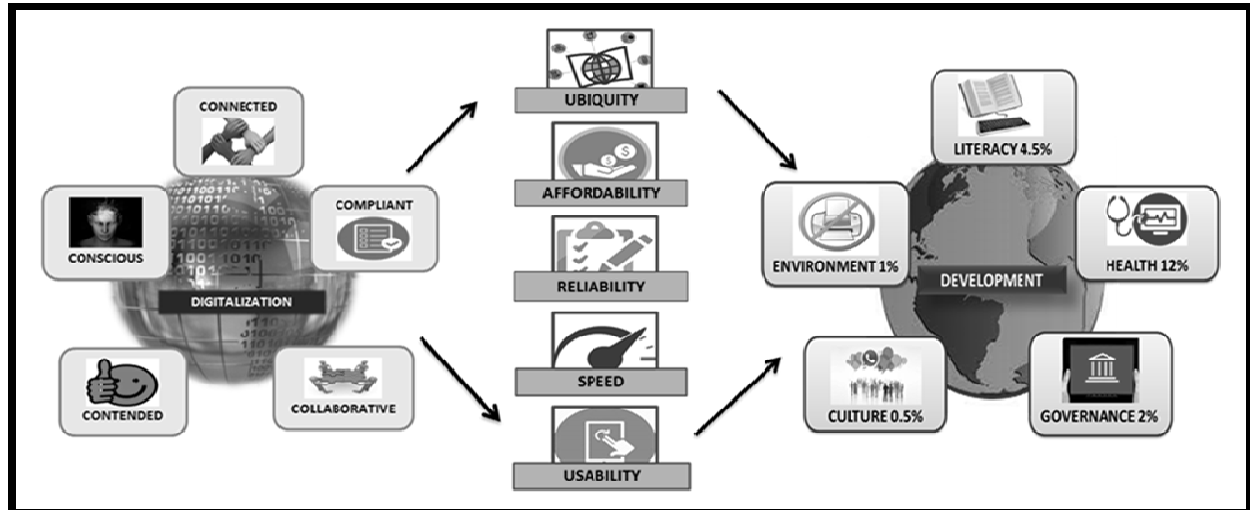 CONNECTED
CONSCIOUS
COMPLIANT
DIGITALIZATION
CONTENDED
COLLABORATIVE
UBIQUITY
AFFORDABILITY
RELIABILITY
SPEED
USABILITY
LITERACY 4.5%
ENVIRONMENT 1%
HEALTH 12%
DEVELOPMENT
CULTURE 0.5%
GOVERNANCE 2%